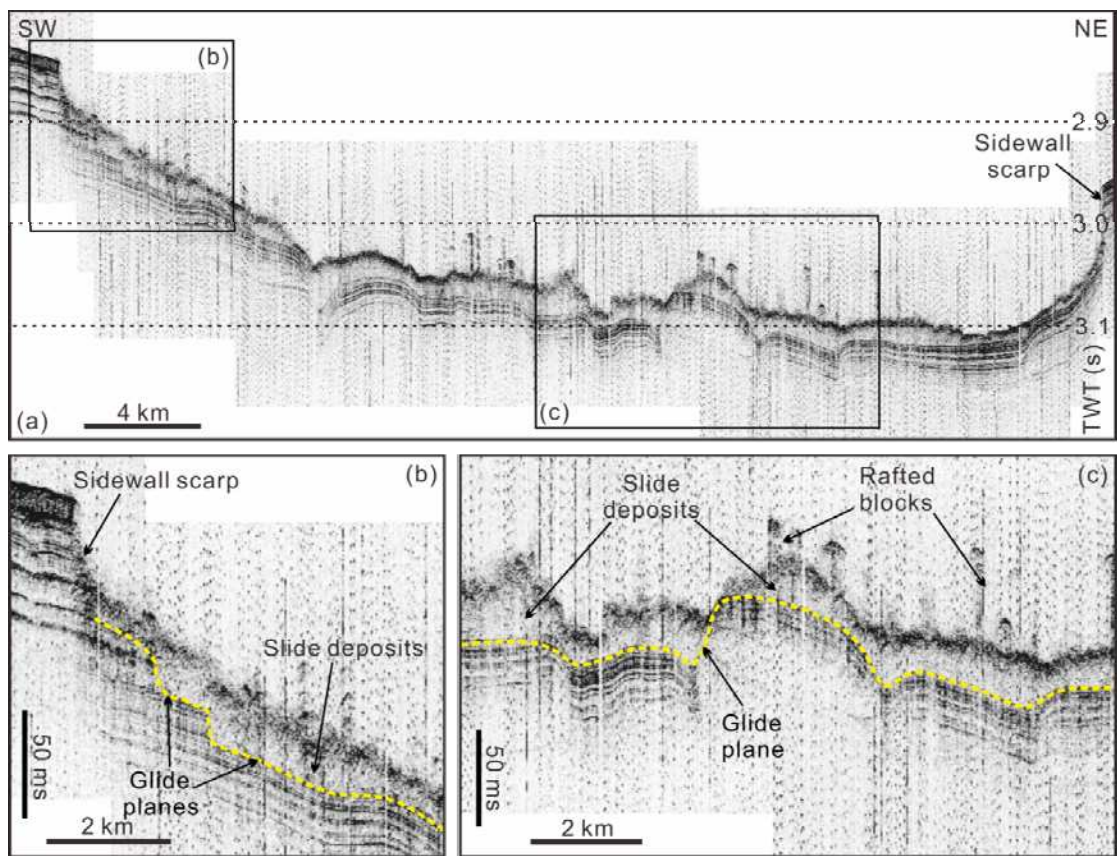 SW
NE
(b)
2.9
Sidewall
scarp
3.0
3.1
TWT (s)
(a)
4 km
(c)
Sidewall scarp
(b)
Slide deposits
Glide
planes
50 ms
2 km
Slide
deposits
Rafted
blocks
(c)
Glide
plane
50 ms
2 km